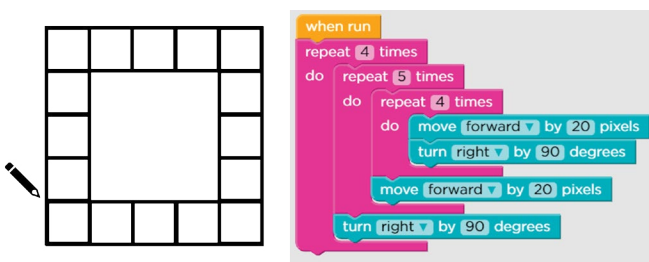 when run
repeat 4 times
do repeat 5 times
do repeat 4 times
do move forward ▼ by 20 pixels
turn right ▼ by 90 degrees
move forward ▼ by 20 pixels
turn right ▼ by 90 degrees